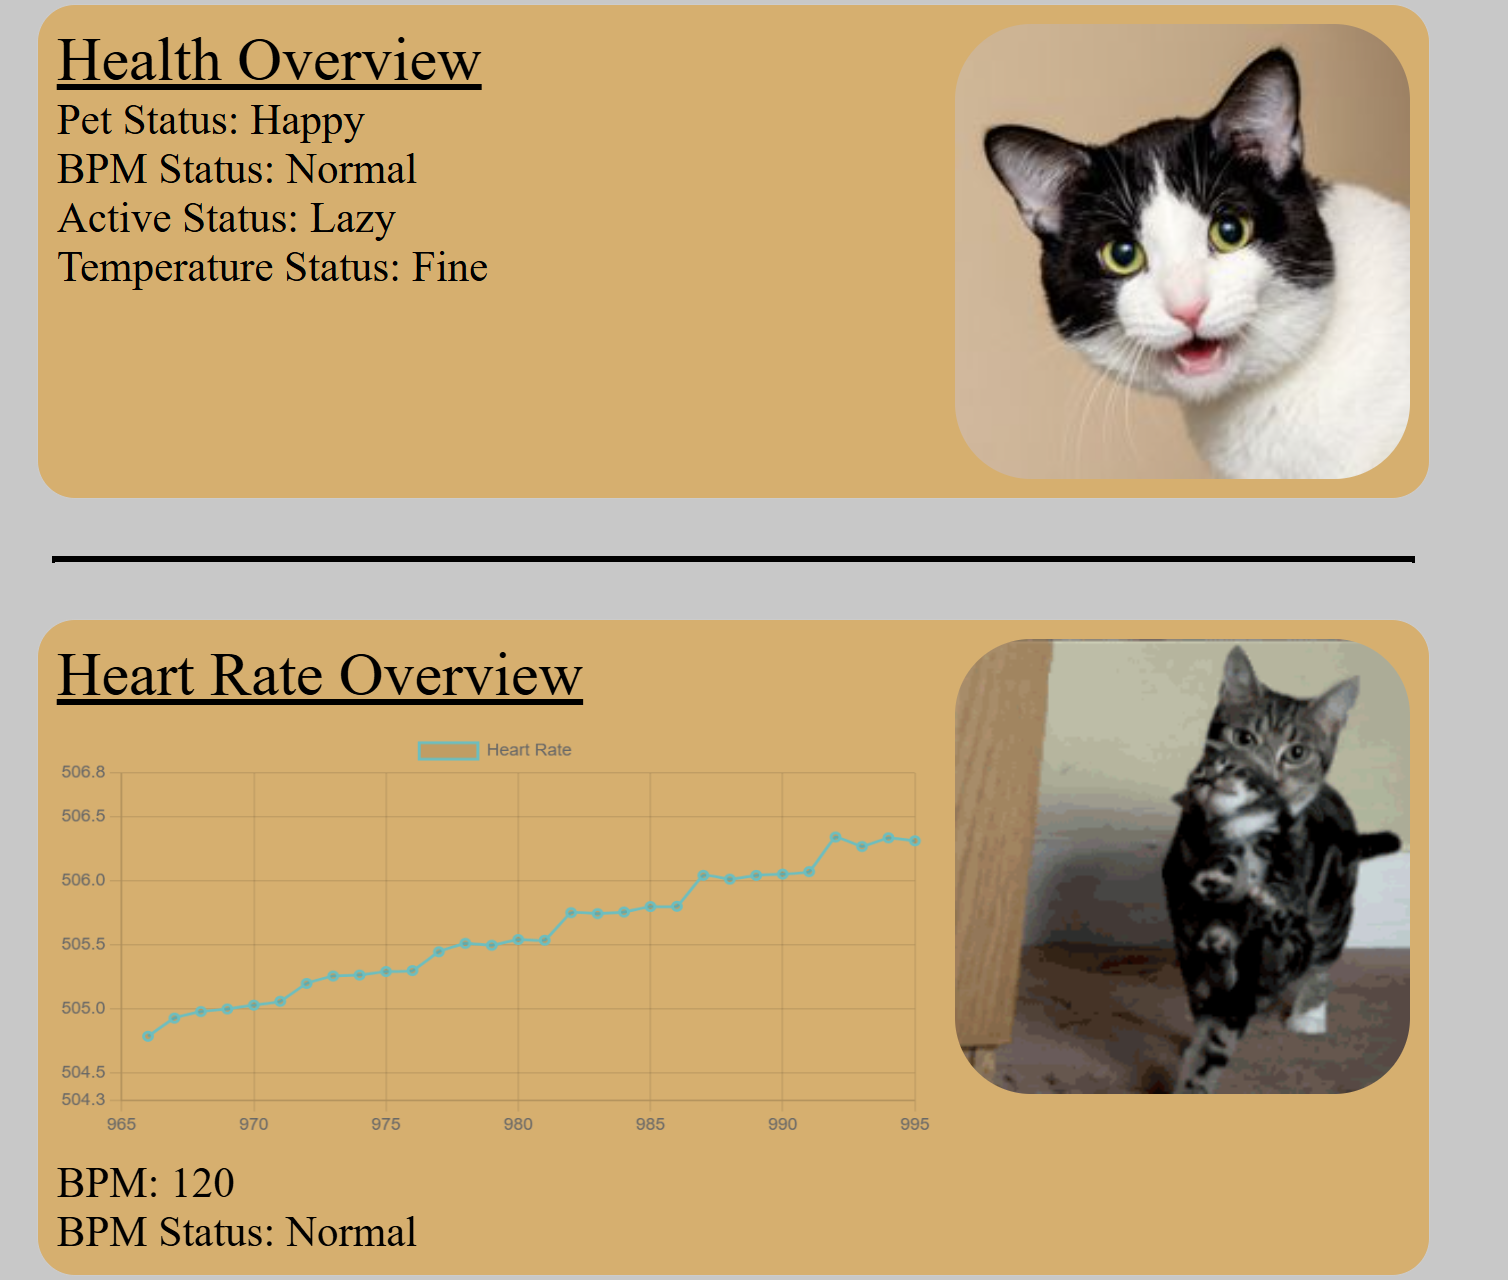 Health Overview
Pet Status: Happy
BPM Status: Normal
Active Status: Lazy
Temperature Status: Fine
Heart Rate Overview
Heart Rate
506.8
506.5
506.0
505.5
505.0
504.5
504.3
965 970 975 980 985 990 995
BPM: 120
BPM Status: Normal